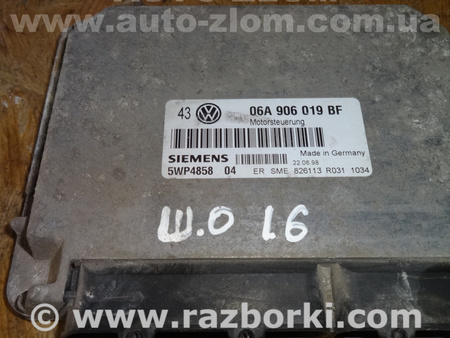 www.auto-zlom.com.ua
43 06A 906 019 BF
Motorsteuerung
SIEMENS Made in Germany
22.06.98
5WP4858 04 ER SME 826113 R031 1034
Ш.О 1.6
www.razborki.com